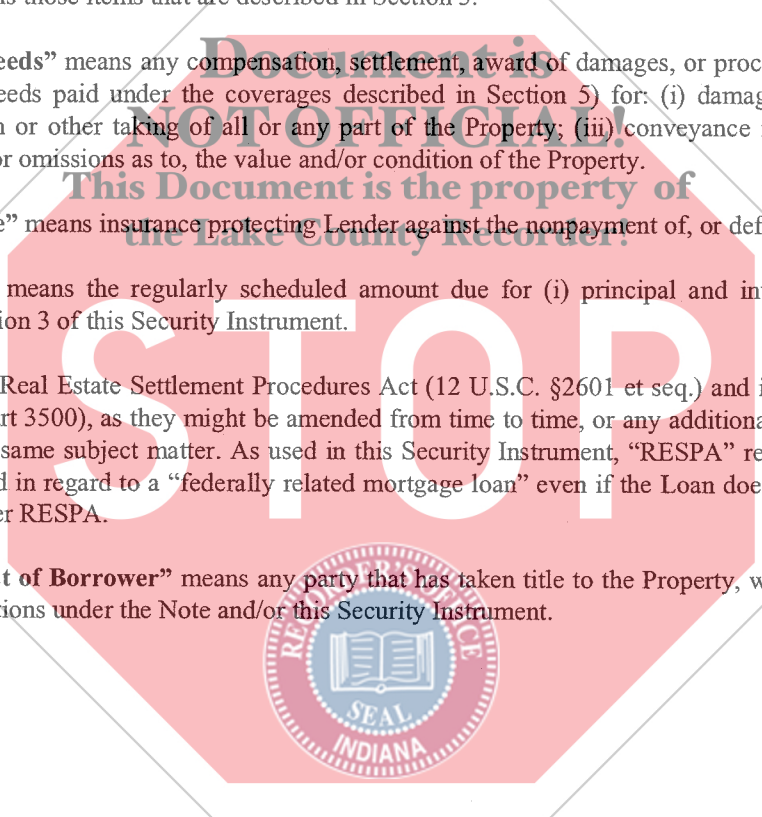 those items that are described in Section 5.
Document is
eeds” means any compensation, settlement, award of damages, or proc
eeds paid under the coverages described in Section 5) for: (i) damag
NOT OFFICIAL!
n or other taking of all or any part of the Property; (iii) conveyance
or omissions as to, the value and/or condition of the Property.
This Document is the property of
e” means insurance protecting Lender against the nonpayment of, or def
the Lake County Recorder!
means the regularly scheduled amount due for (i) principal and in
ion 3 of this Security Instrument.
STOP
Real Estate Settlement Procedures Act (12 U.S.C. §2601 et seq.) and i
rt 3500), as they might be amended from time to time, or any additiona
same subject matter. As used in this Security Instrument, “RESPA” re
d in regard to a “federally related mortgage loan” even if the Loan doe
er RESPA.
t of Borrower” means any party that has taken title to the Property, w
tions under the Note and/or this Security Instrument.
RECORDER'S OFFICE
SEAL
INDIANA